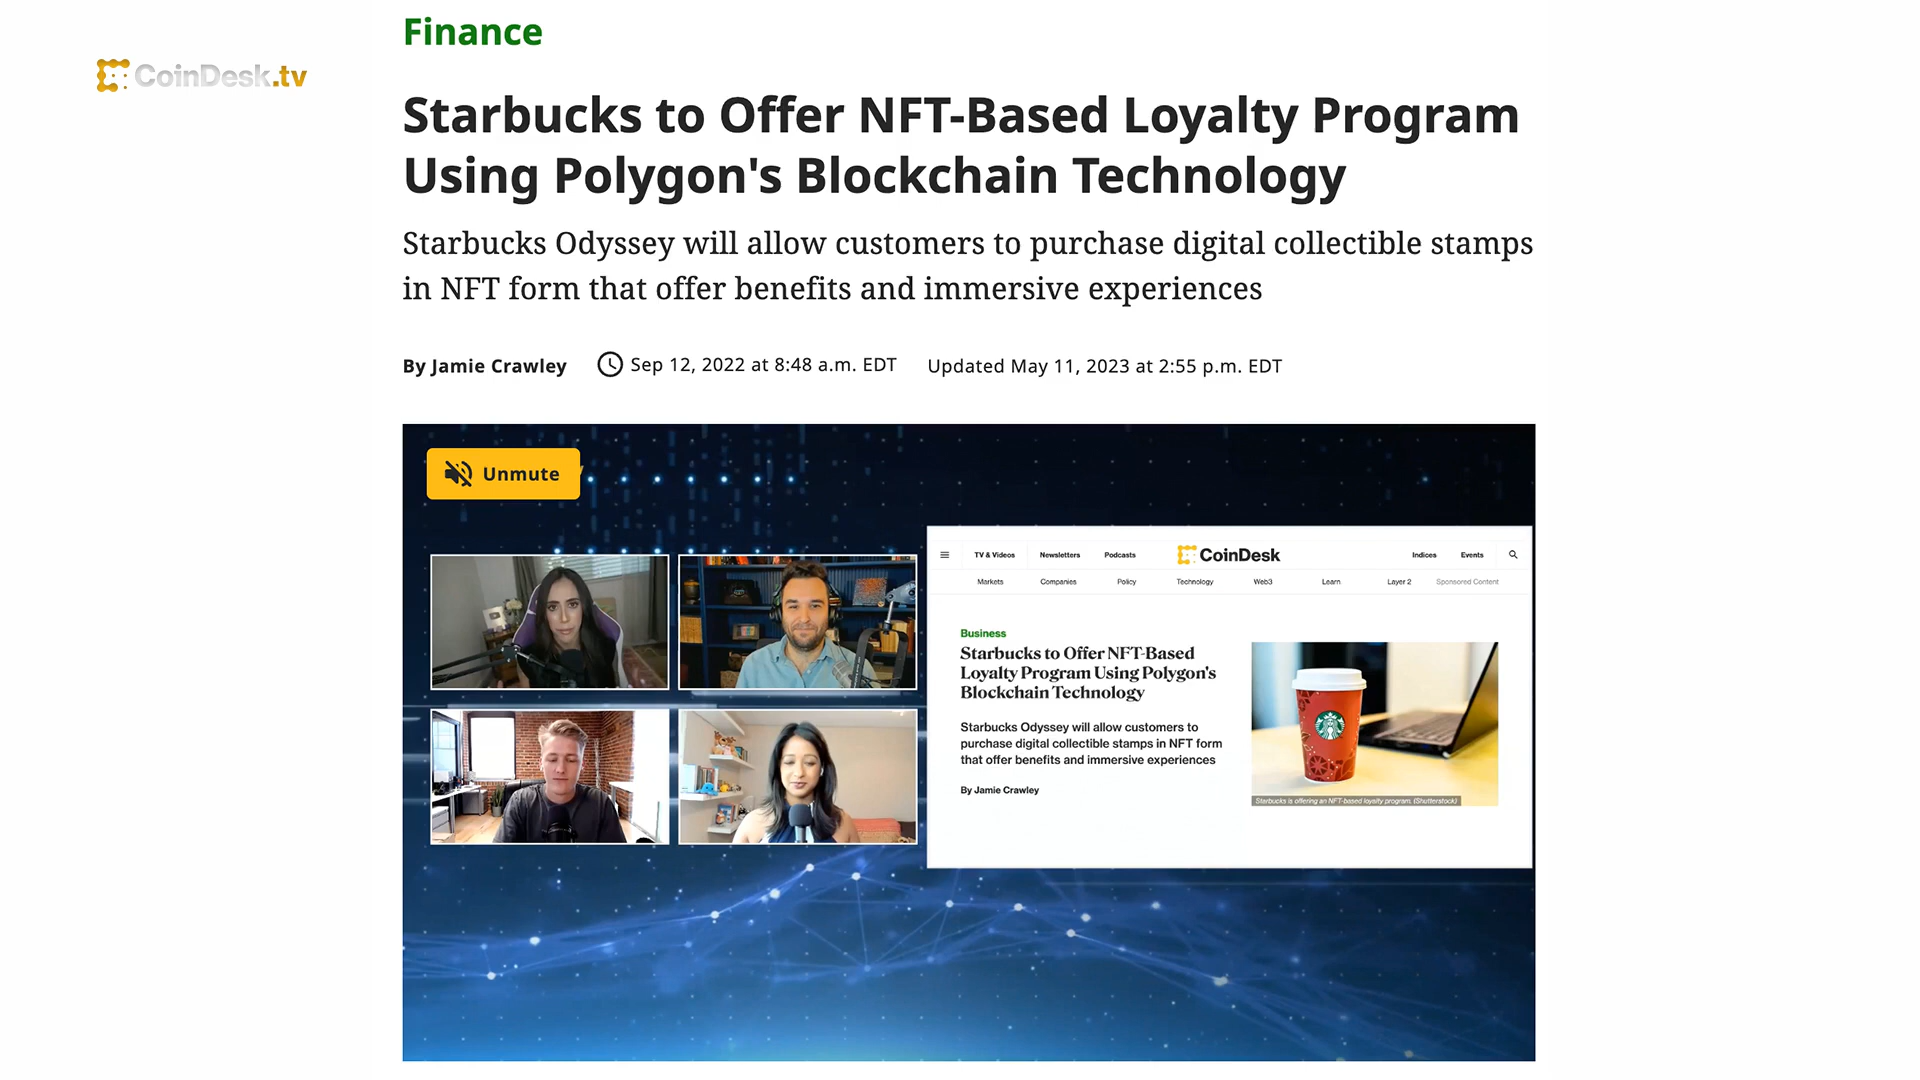 Finance
CoinDesk.tv
Starbucks to Offer NFT-Based Loyalty Program
Using Polygon's Blockchain Technology
Starbucks Odyssey will allow customers to purchase digital collectible stamps
in NFT form that offer benefits and immersive experiences
By Jamie Crawley Sep 12, 2022 at 8:48 a.m. EDT Updated May 11, 2023 at 2:55 p.m. EDT
Unmute
TV & Videos Newsletters Podcasts CoinDesk Indices Events
Markets Companies Policy Technology Web3 Learn Layer 2 Sponsored Content
Business
Starbucks to Offer NFT-Based
Loyalty Program Using Polygon's
Blockchain Technology
Starbucks Odyssey will allow customers to
purchase digital collectible stamps in NFT form
that offer benefits and immersive experiences
By Jamie Crawley
Starbucks is offering an NFT-based loyalty program. (Shutterstock)